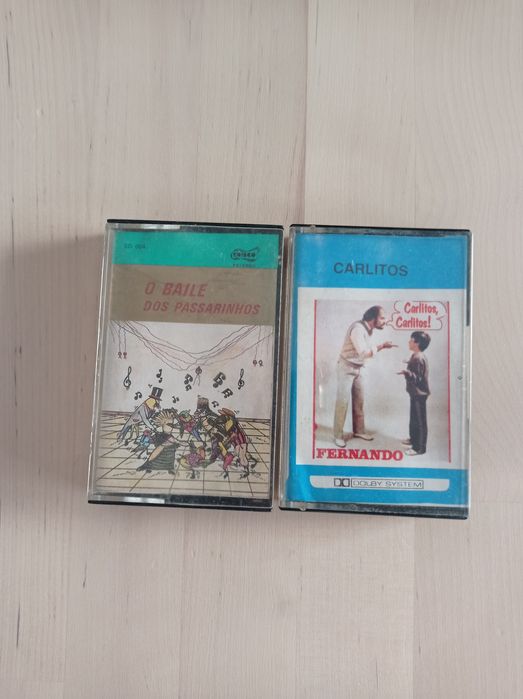 O BAILE
DOS PASSARINHOS
CARLITOS
Carlitos,
Carlitos!
FERNANDO
DOLBY SYSTEM